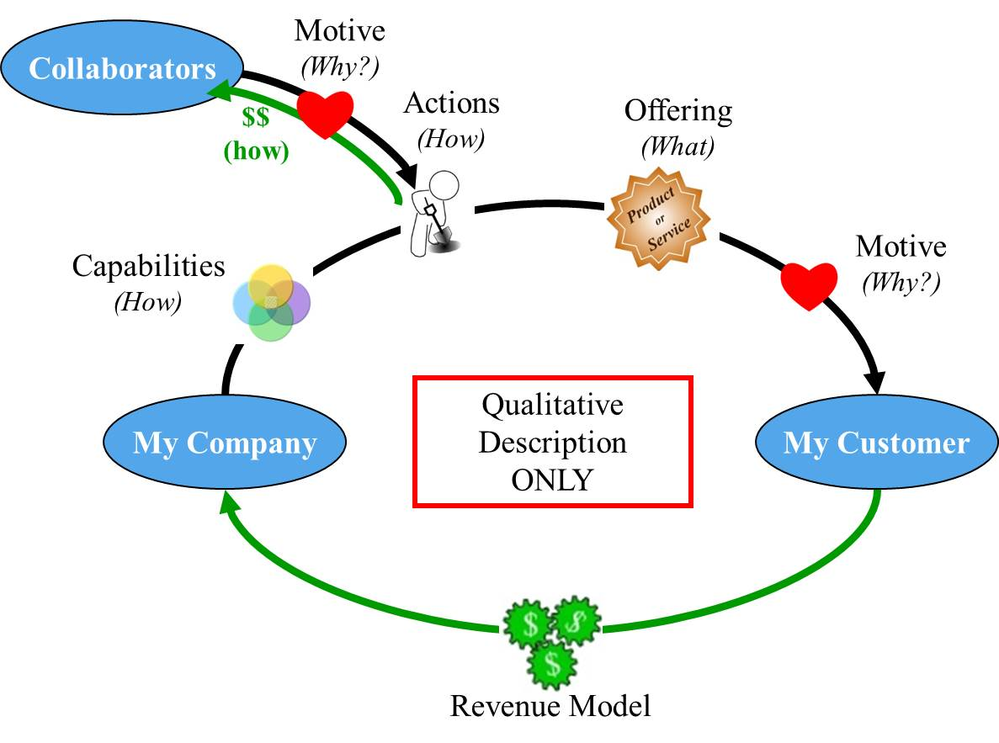 Motive
(Why?)
Collaborators
$$
(how)
Actions
(How)
Offering
(What)
Product
or
Service
Motive
(Why?)
Capabilities
(How)
Qualitative
Description
ONLY
My Company
My Customer
$ $
$
Revenue Model